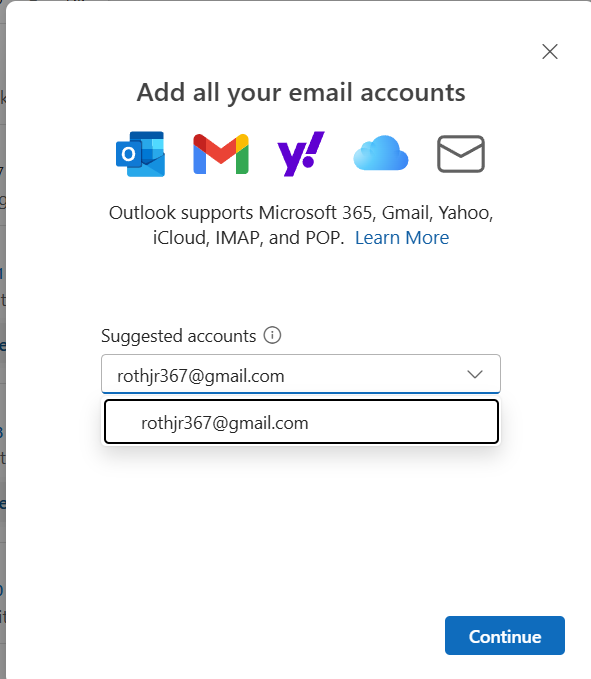 Add all your email accounts
Outlook supports Microsoft 365, Gmail, Yahoo,
iCloud, IMAP, and POP. Learn More
Suggested accounts
rothjr367@gmail.com
rothjr367@gmail.com
Continue